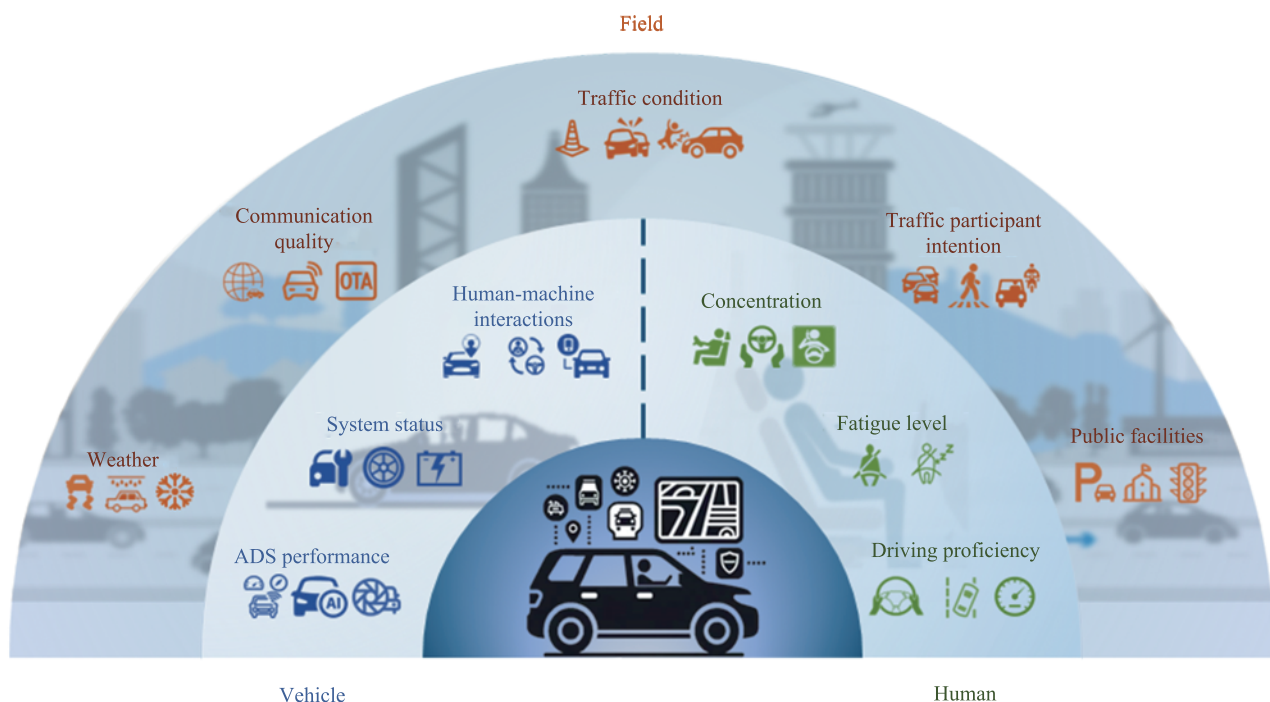 Field
Traffic condition
Communication
quality
OTA
Traffic participant
intention
Human-machine
interactions
Concentration
System status
Fatigue level
Weather
Public facilities
P
zzz
ADS performance
AI
Driving proficiency
Vehicle
Human